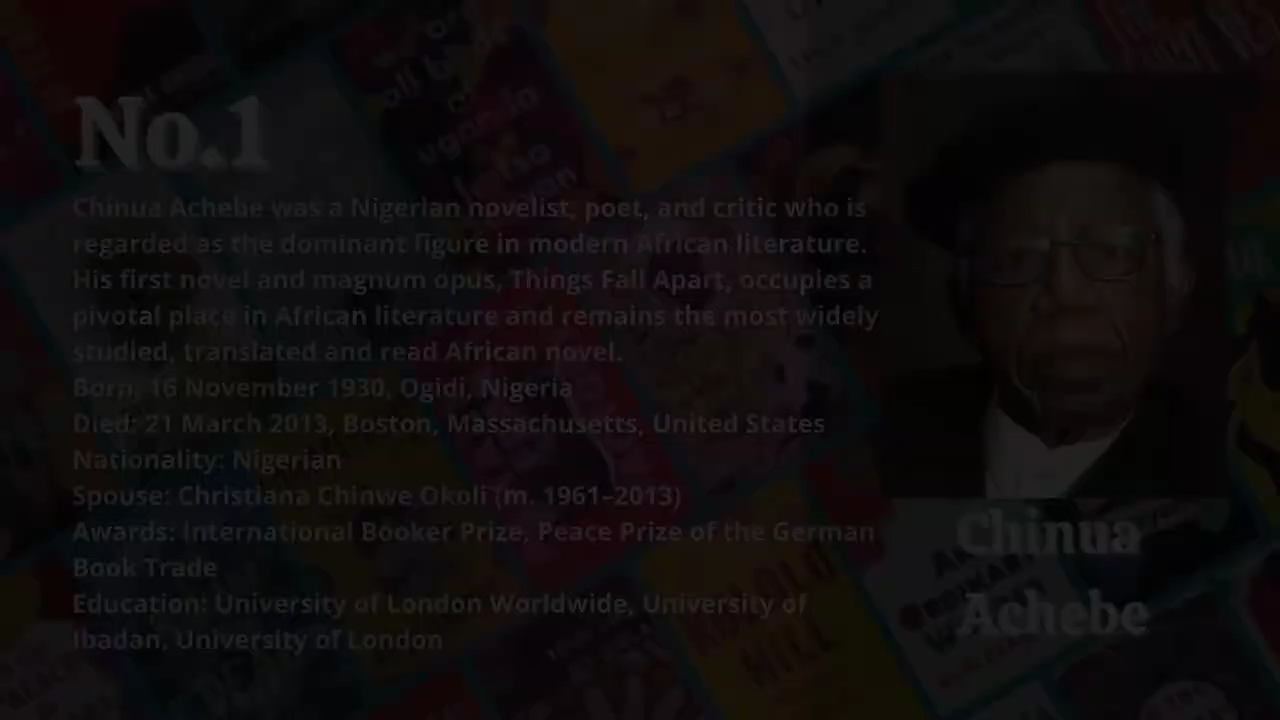 No.1
Chinua Achebe was a Nigerian novelist, poet, and critic who is
regarded as the dominant figure in modern African literature.
His first novel and magnum opus, Things Fall Apart, occupies a
pivotal place in African literature and remains the most widely
studied, translated and read African novel.
Born: 16 November 1930, Ogidi, Nigeria
Died: 21 March 2013, Boston, Massachusetts, United States
Nationality: Nigerian
Spouse: Christiana Chinwe Okoli (m. 1961–2013)
Awards: International Booker Prize, Peace Prize of the German
Book Trade
Education: University of London Worldwide, University of
Ibadan, University of London
Chinua
Achebe